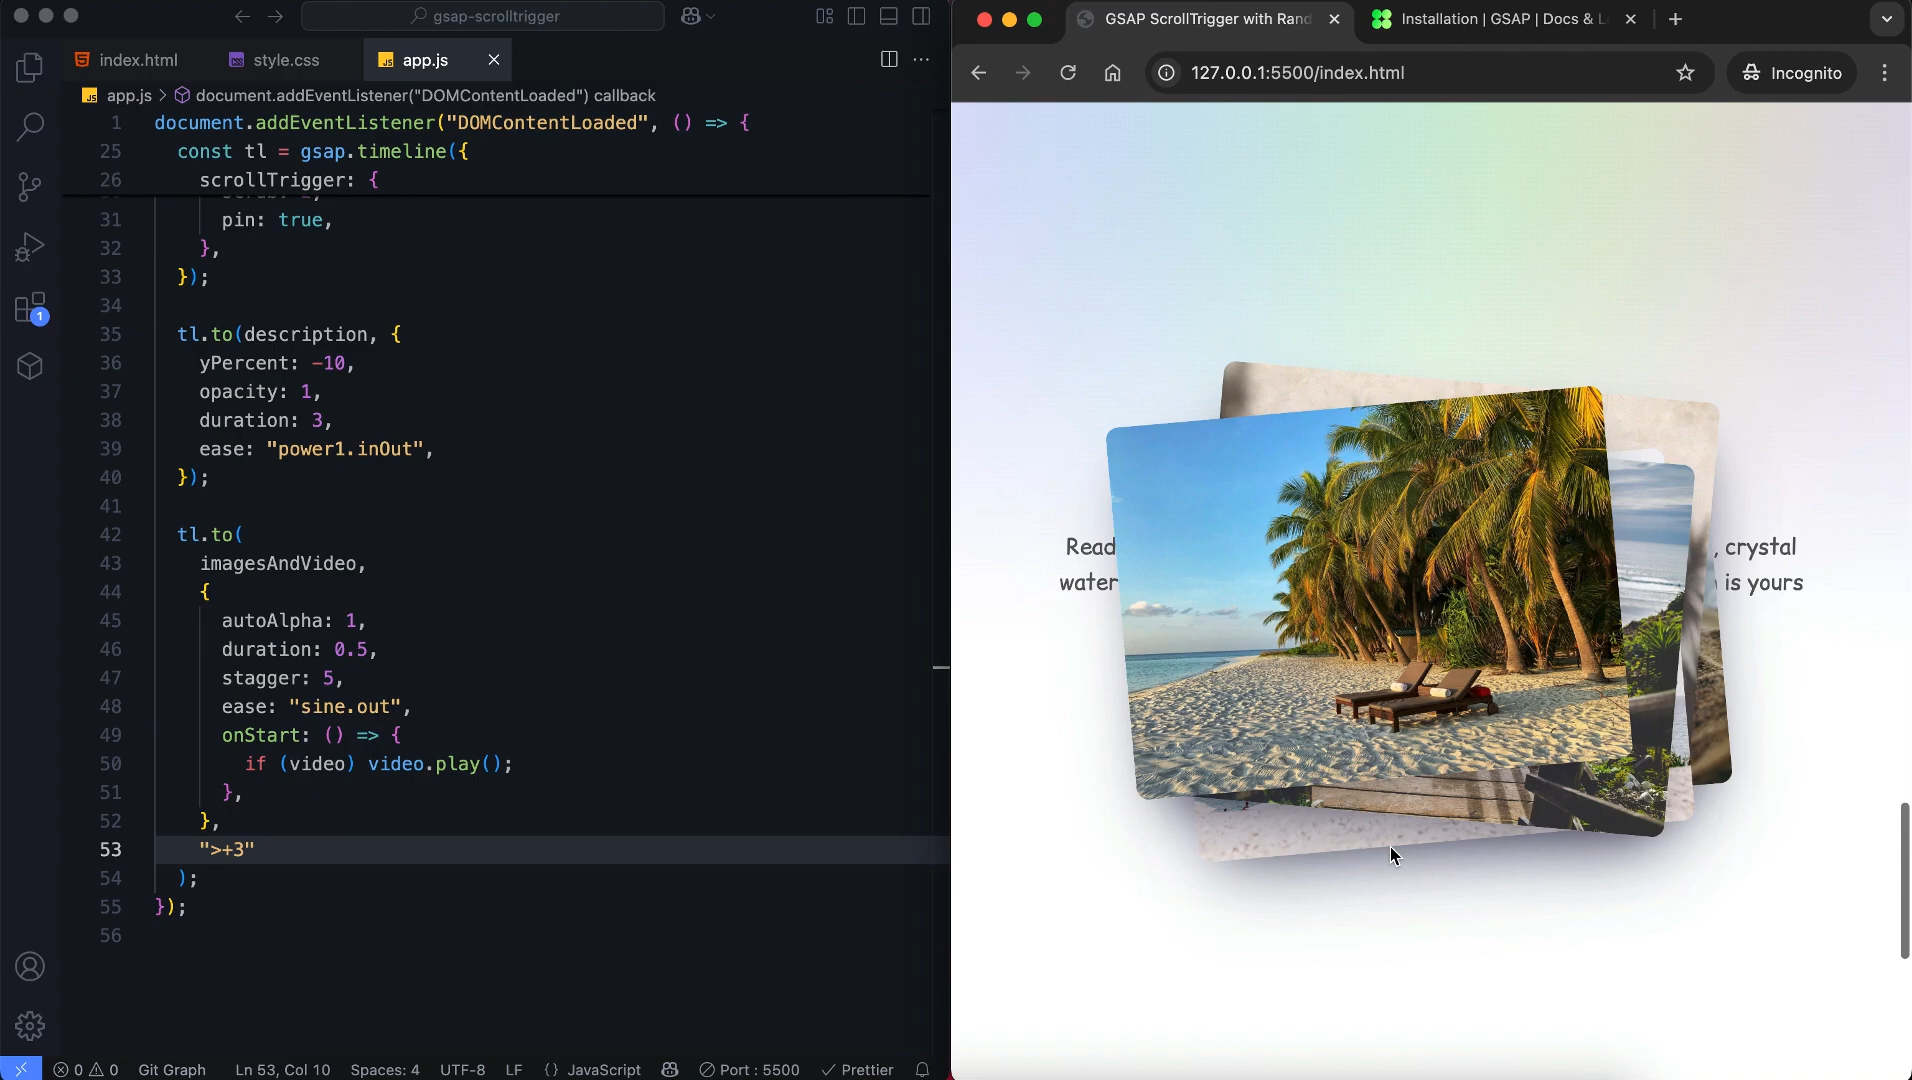 gsap-scrolltrigger
index.html
style.css
app.js
app.js > document.addEventListener("DOMContentLoaded") callback
1 document.addEventListener("DOMContentLoaded", () => {
25 const tl = gsap.timeline({
26 scrollTrigger: {
31 pin: true,
32 },
33 });
34
35 tl.to(description, {
36 yPercent: -10,
37 opacity: 1,
38 duration: 3,
39 ease: "power1.inOut",
40 });
41
42 tl.to(
43 imagesAndVideo,
44 {
45 autoAlpha: 1,
46 duration: 0.5,
47 stagger: 5,
48 ease: "sine.out",
49 onStart: () => {
50 if (video) video.play();
51 },
52 },
53 ">+3"
54 );
55 });
56
1
0 0 Git Graph Ln 53, Col 10 Spaces: 4 UTF-8 LF {} JavaScript Port : 5500 Prettier
GSAP ScrollTrigger with Rand
Installation | GSAP | Docs & L
127.0.0.1:5500/index.html
Incognito
Read , crystal
water is yours